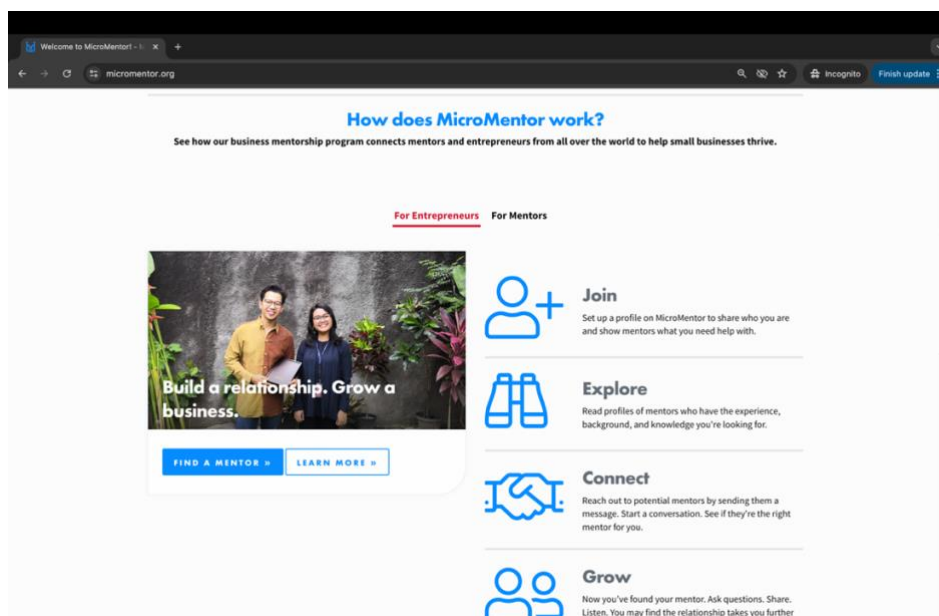 Welcome to MicroMentor! -
micromentor.org
Incognito
Finish update
How does MicroMentor work?
See how our business mentorship program connects mentors and entrepreneurs from all over the world to help small businesses thrive.
For Entrepreneurs For Mentors
Build a relationship. Grow a
business.
FIND A MENTOR »
LEARN MORE »
Join
Set up a profile on MicroMentor to share who you are
and show mentors what you need help with.
Explore
Read profiles of mentors who have the experience,
background, and knowledge you're looking for.
Connect
Reach out to potential mentors by sending them a
message. Start a conversation. See if they're the right
mentor for you.
Grow
Now you've found your mentor. Ask questions. Share.
Listen. You may find the relationship takes you further